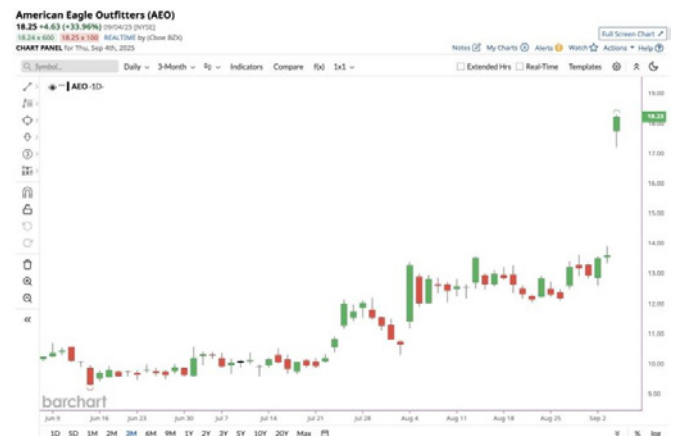 American Eagle Outfitters (AEO)
18.25 +4.63 (+33.96%) 09/04/25 [NYSE]
18.24 x 600 18.25 x 100 REALTIME by (Cboe BZX)
Full Screen Chart
CHART PANEL for Thu, Sep 4th, 2025
Notes My Charts Alerts Watch Actions Help
Symbol... Daily 3-Month Indicators Compare f(x) 1x1 Extended Hrs Real-Time Templates
AEO ·1D·
19.00
18.23
18.00
17.00
16.00
15.00
14.00
13.00
12.00
11.00
10.00
9.00
barchart
Jun 9 Jun 16 Jun 23 Jun 30 Jul 7 Jul 14 Jul 21 Jul 28 Aug 4 Aug 11 Aug 18 Aug 25 Sep 2
1D 5D 1M 2M 3M 6M 9M 1Y 2Y 3Y 5Y 10Y 20Y Max % log